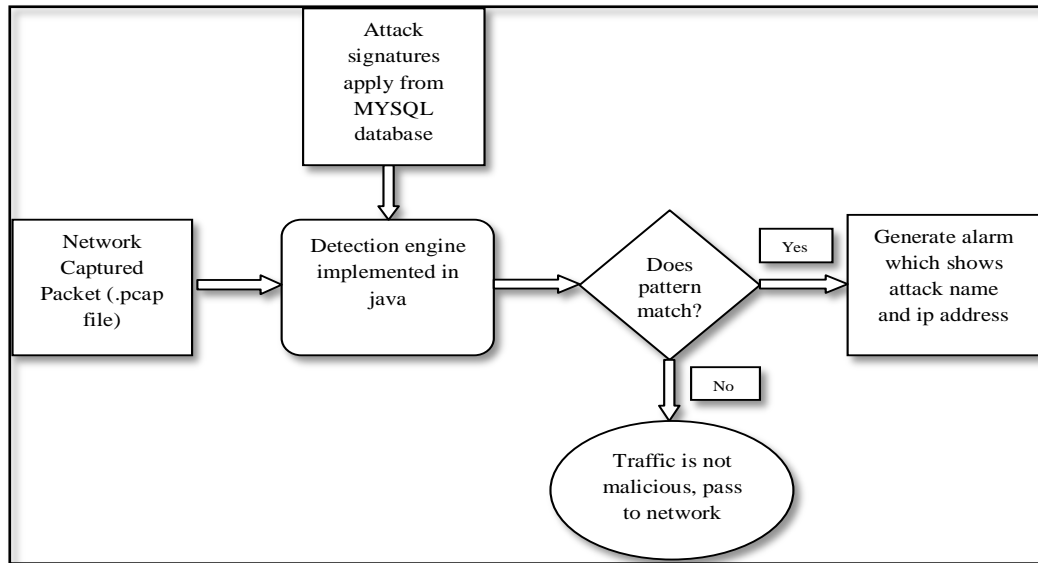 Attack
signatures
apply from
MYSQL
database
Network
Captured
Packet (.pcap
file)
Detection engine
implemented in
java
Does
pattern
match?
Yes
Generate alarm
which shows
attack name
and ip address
No
Traffic is not
malicious, pass
to network